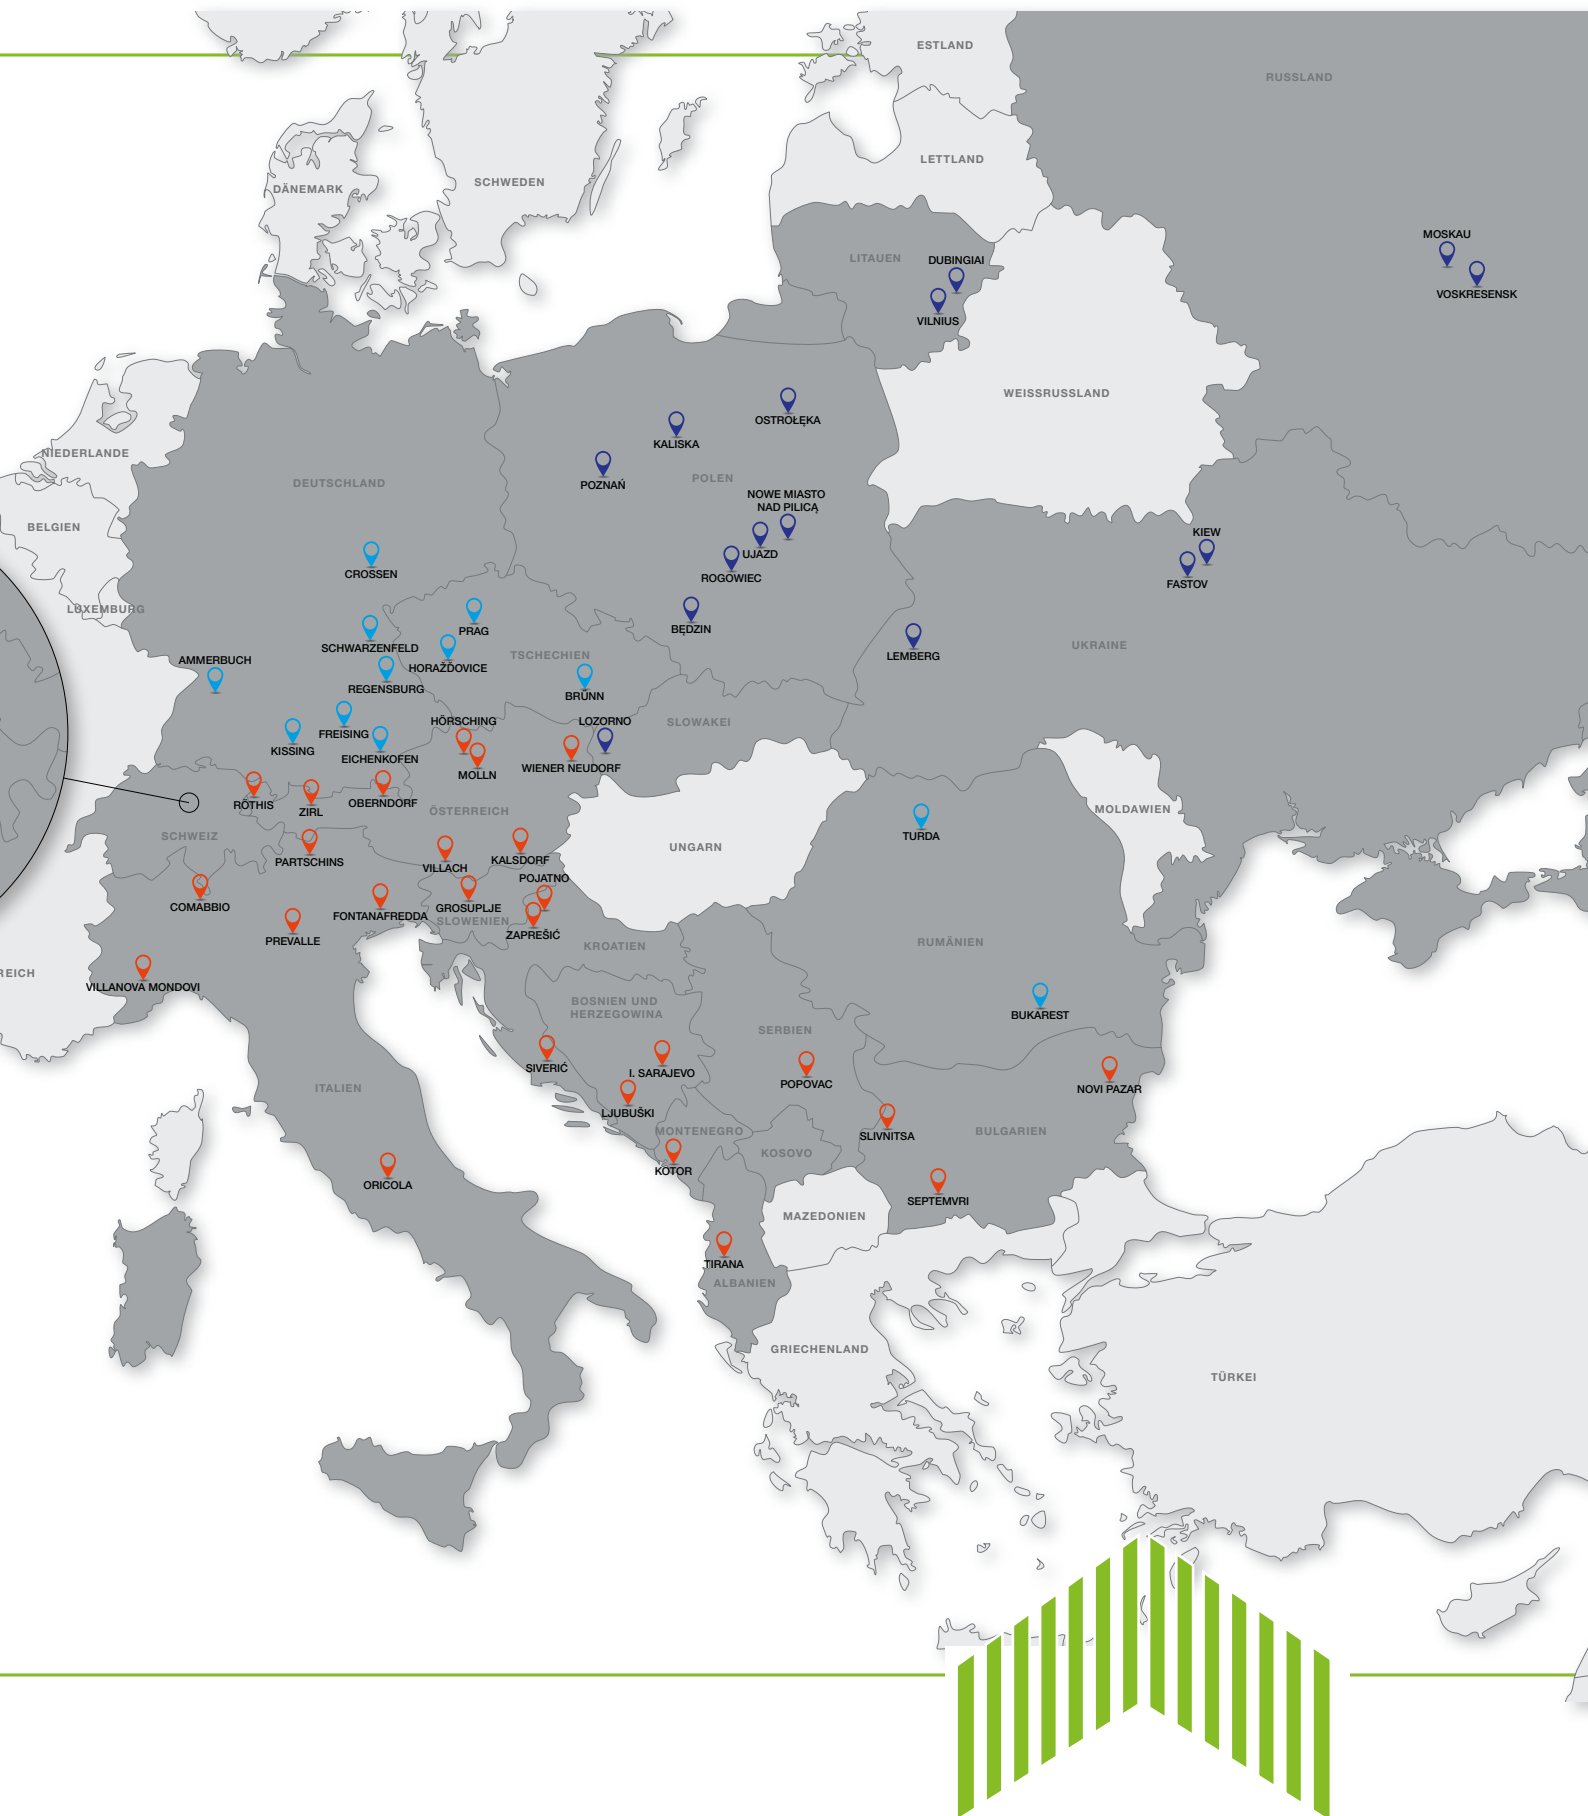 ESTLAND
RUSSLAND
LETTLAND
DÄNEMARK
SCHWEDEN
MOSKAU
LITAUEN
DUBINGIAI
VOSKRESENSK
VILNIUS
WEISSRUSSLAND
OSTROŁĘKA
KALISKA
NIEDERLANDE
DEUTSCHLAND
POZNAŃ
POLEN
NOWE MIASTO
NAD PILICĄ
BELGIEN
KIEW
UJAZD
CROSSEN
ROGOWIEC
FASTOV
LUXEMBURG
PRAG
BĘDZIN
SCHWARZENFELD
UKRAINE
TSCHECHIEN
LEMBERG
AMMERBUCH
HORAŽĎOVICE
REGENSBURG
BRÜNN
HÖRSCHING
LOZORNO
SLOWAKEI
FREISING
KISSING
EICHENKOFEN
WIENER NEUDORF
MOLLN
RÖTHIS
OBERNDORF
ZIRL
ÖSTERREICH
MOLDAWIEN
SCHWEIZ
TURDA
UNGARN
PARTSCHINS
VILLACH
KALSDORF
POJATNO
COMABBIO
GROSUPLJE
FONTANAFREDDA
SLOWENIEN
ZAPREŠIĆ
PREVALLE
KROATIEN
RUMÄNIEN
REICH
VILLANOVA MONDOVI
BOSNIEN UND
HERZEGOWINA
BUKAREST
SERBIEN
SIVERIĆ
I. SARAJEVO
POPOVAC
ITALIEN
NOVI PAZAR
LJUBUŠKI
MONTENEGRO
SLIVNITSA
BULGARIEN
KOSOVO
KOTOR
ORICOLA
SEPTEMVRI
MAZEDONIEN
TIRANA
ALBANIEN
GRIECHENLAND
TÜRKEI